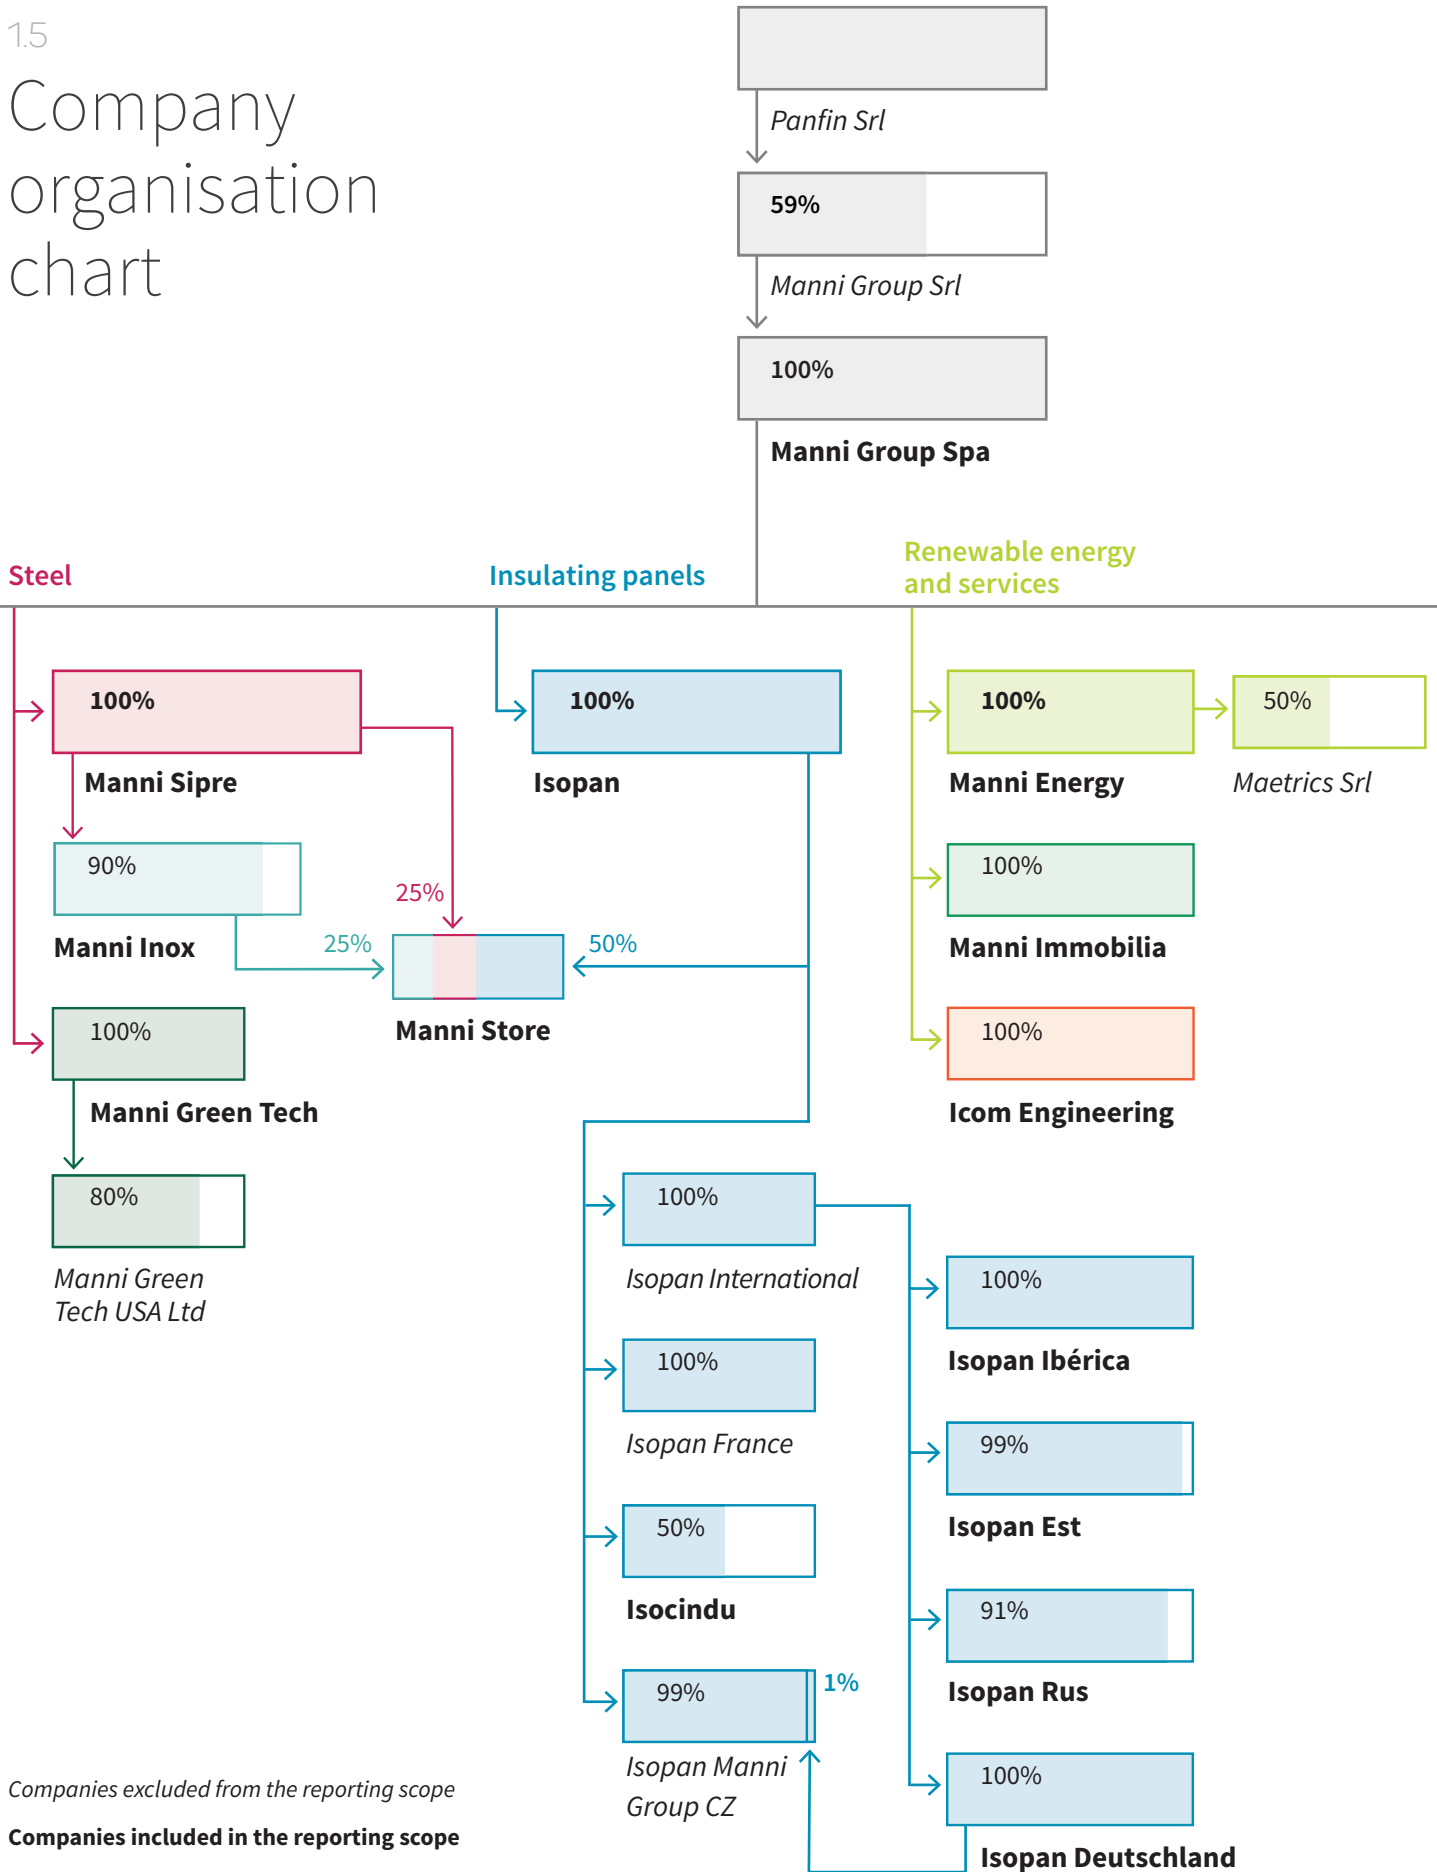 1.5
Company
organisation
chart
Panfin Srl
59%
Manni Group Srl
100%
Manni Group Spa
Steel
Insulating panels
Renewable energy
and services
100%
Manni Sipre
90%
Manni Inox
25%
25%
50%
Manni Store
100%
Manni Green Tech
80%
Manni Green
Tech USA Ltd
100%
Isopan
100%
Isopan International
100%
Isopan France
50%
Isocindu
99%
1%
Isopan Manni
Group CZ
100%
Manni Energy
50%
Maetrics Srl
100%
Manni Immobilia
100%
Icom Engineering
100%
Isopan Ibérica
99%
Isopan Est
91%
Isopan Rus
100%
Isopan Deutschland
Companies excluded from the reporting scope
Companies included in the reporting scope